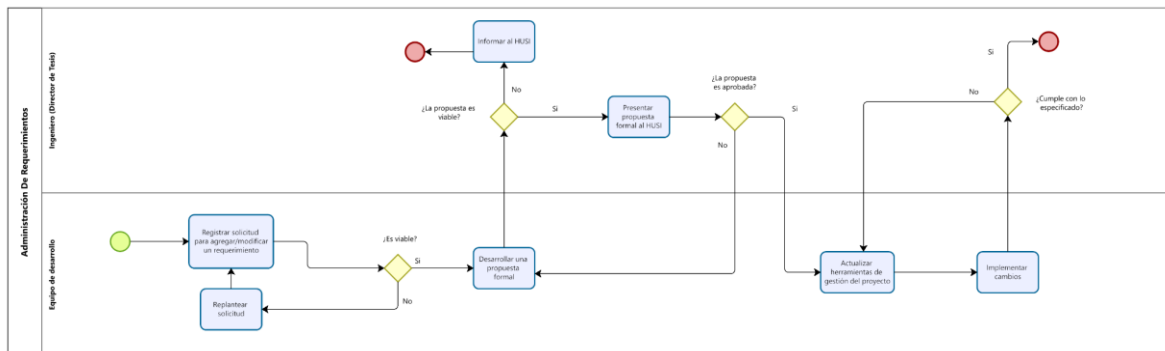 Administración De Requerimientos
Ingeniero (Director de Tesis)
Informar al HUSI
No
¿La propuesta es
viable?
Si
Presentar
propuesta
formal al HUSI
¿La propuesta
es aprobada?
Si
No
Si
No
¿Cumple con lo
especificado?
Equipo de desarrollo
Registrar solicitud
para agregar/modificar
un requerimiento
Replantear
solicitud
¿Es viable?
Si
No
Desarrollar una
propuesta
formal
Actualizar
herramientas de
gestión del proyecto
Implementar
cambios